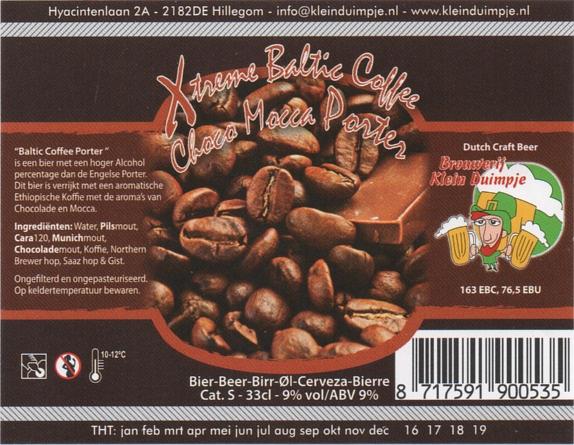 Hyacintenlaan 2A - 2182DE Hillegom - info@kleinduimpje.nl - www.kleinduimpje.nl
Xtreme Baltic Coffee
Choco Mocca Porter
"Baltic Coffee Porter"
is een bier met een hoger Alcohol
percentage dan de Engelse Porter.
Dit bier is verrijkt met een aromatische
Ethiopische Koffie met de aroma's van
Chocolade en Mocca.
Ingrediënten: Water, Pilsmout,
Cara120, Munichmout,
Chocolademout, Koffie, Northern
Brewer hop, Saaz hop & Gist.
Ongefilterd en ongepasteuriseerd.
Op keldertemperatuur bewaren.
10-12°C
Dutch Craft Beer
Brouwerij
Klein Duimpje
163 EBC, 76,5 EBU
Bier-Beer-Birr-Øl-Cerveza-Bierre
Cat. S - 33cl - 9% vol/ABV 9%
8 717591 900535
THT: jan feb mrt apr mei jun jul aug sep okt nov dec 16 17 18 19